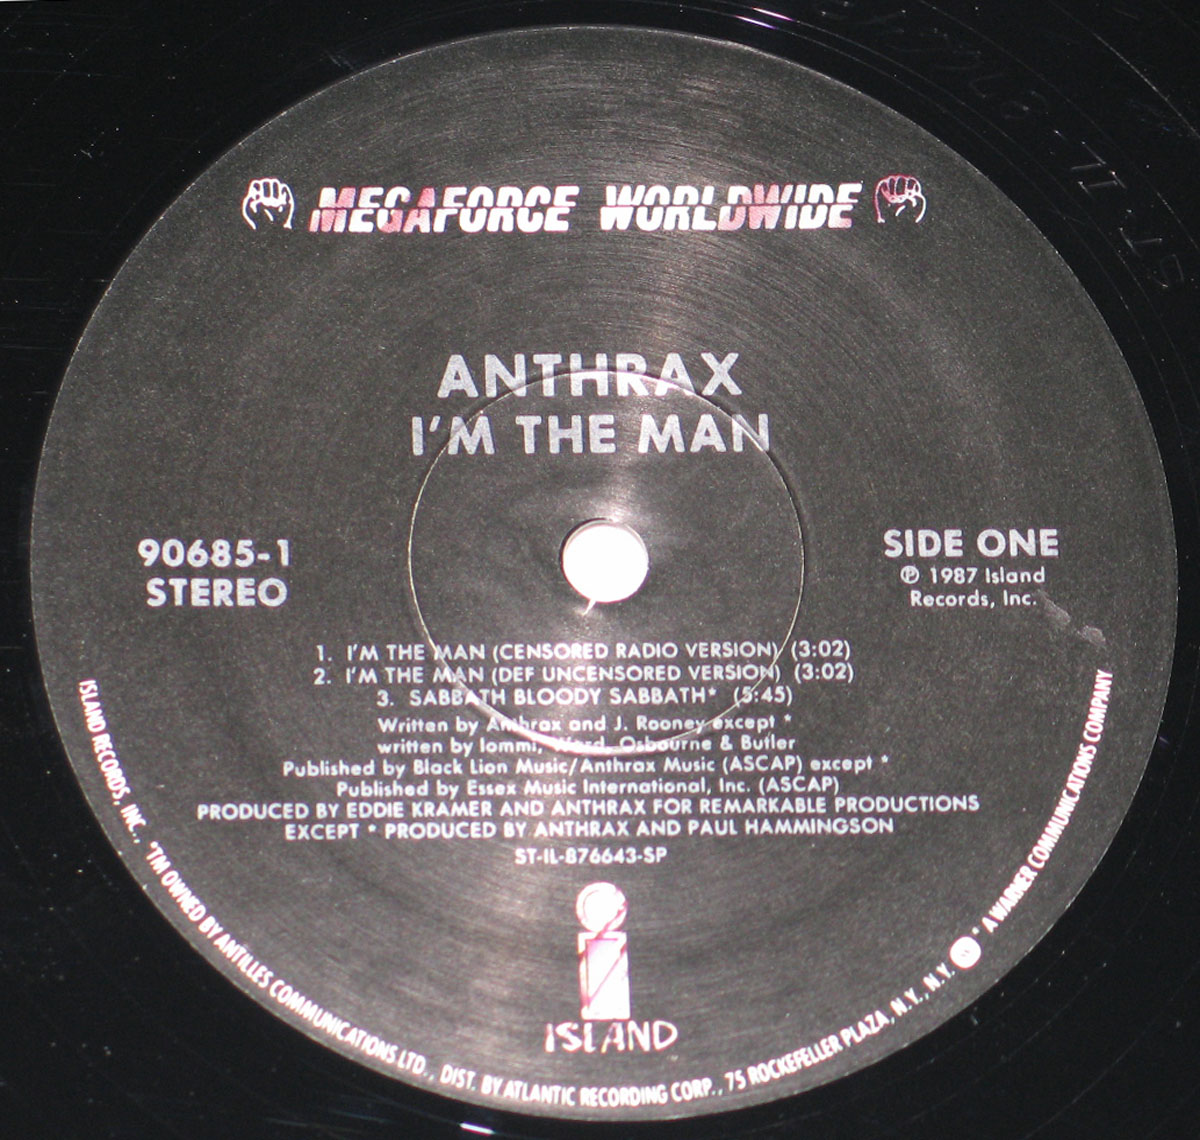 MEGAFORCE WORLDWIDE
ANTHRAX
I'M THE MAN
90685-1
STEREO
SIDE ONE
℗ 1987 Island
Records, Inc.
1. I'M THE MAN (CENSORED RADIO VERSION) (3:02)
2. I'M THE MAN (DEF UNCENSORED VERSION) (3:02)
3. SABBATH BLOODY SABBATH* (5:45)
Written by Anthrax and J. Rooney except *
written by Iommi, Ward, Osbourne & Butler
Published by Black Lion Music/Anthrax Music (ASCAP) except *
Published by Essex Music International, Inc. (ASCAP)
PRODUCED BY EDDIE KRAMER AND ANTHRAX FOR REMARKABLE PRODUCTIONS
EXCEPT * PRODUCED BY ANTHRAX AND PAUL HAMMINGSON
ST-IL-876643-SP
ISLAND
ISLAND RECORDS, INC., *TM OWNED BY ANTILLES COMMUNICATIONS LTD., DIST. BY ATLANTIC RECORDING CORP., 75 ROCKEFELLER PLAZA, N.Y., N.Y. * A WARNER COMMUNICATIONS COMPANY